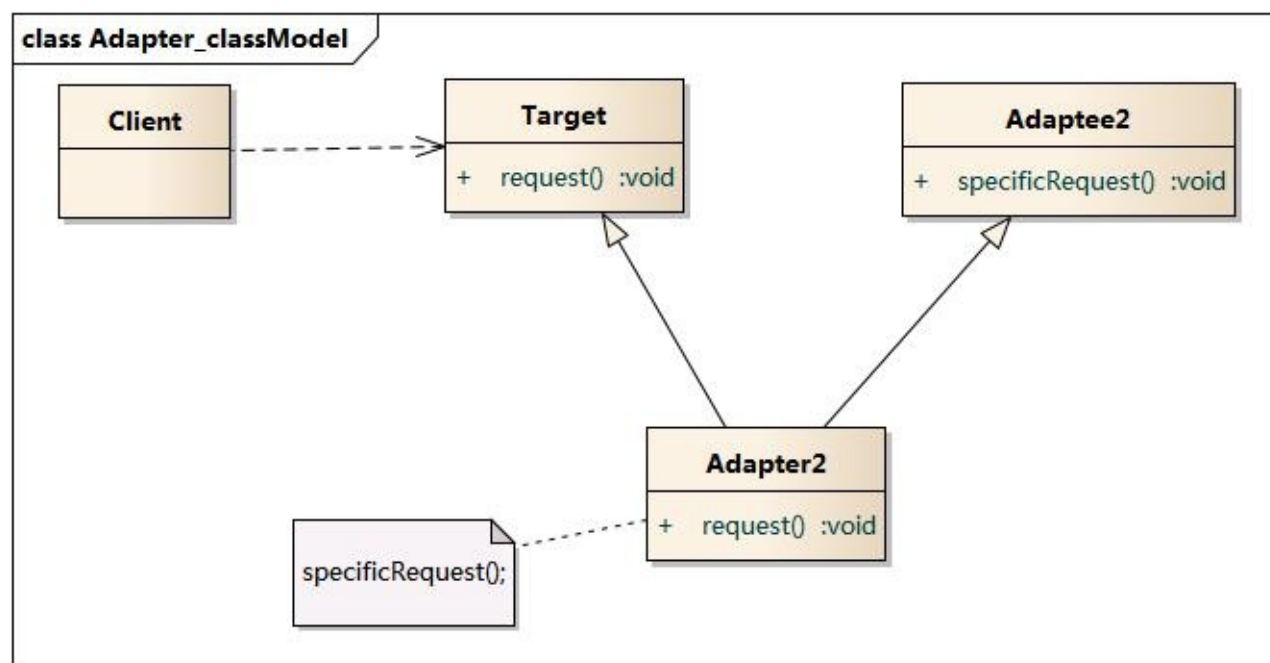 class Adapter_classModel
Client
Target
+ request() :void
Adaptee2
+ specificRequest() :void
Adapter2
+ request() :void
specificRequest();